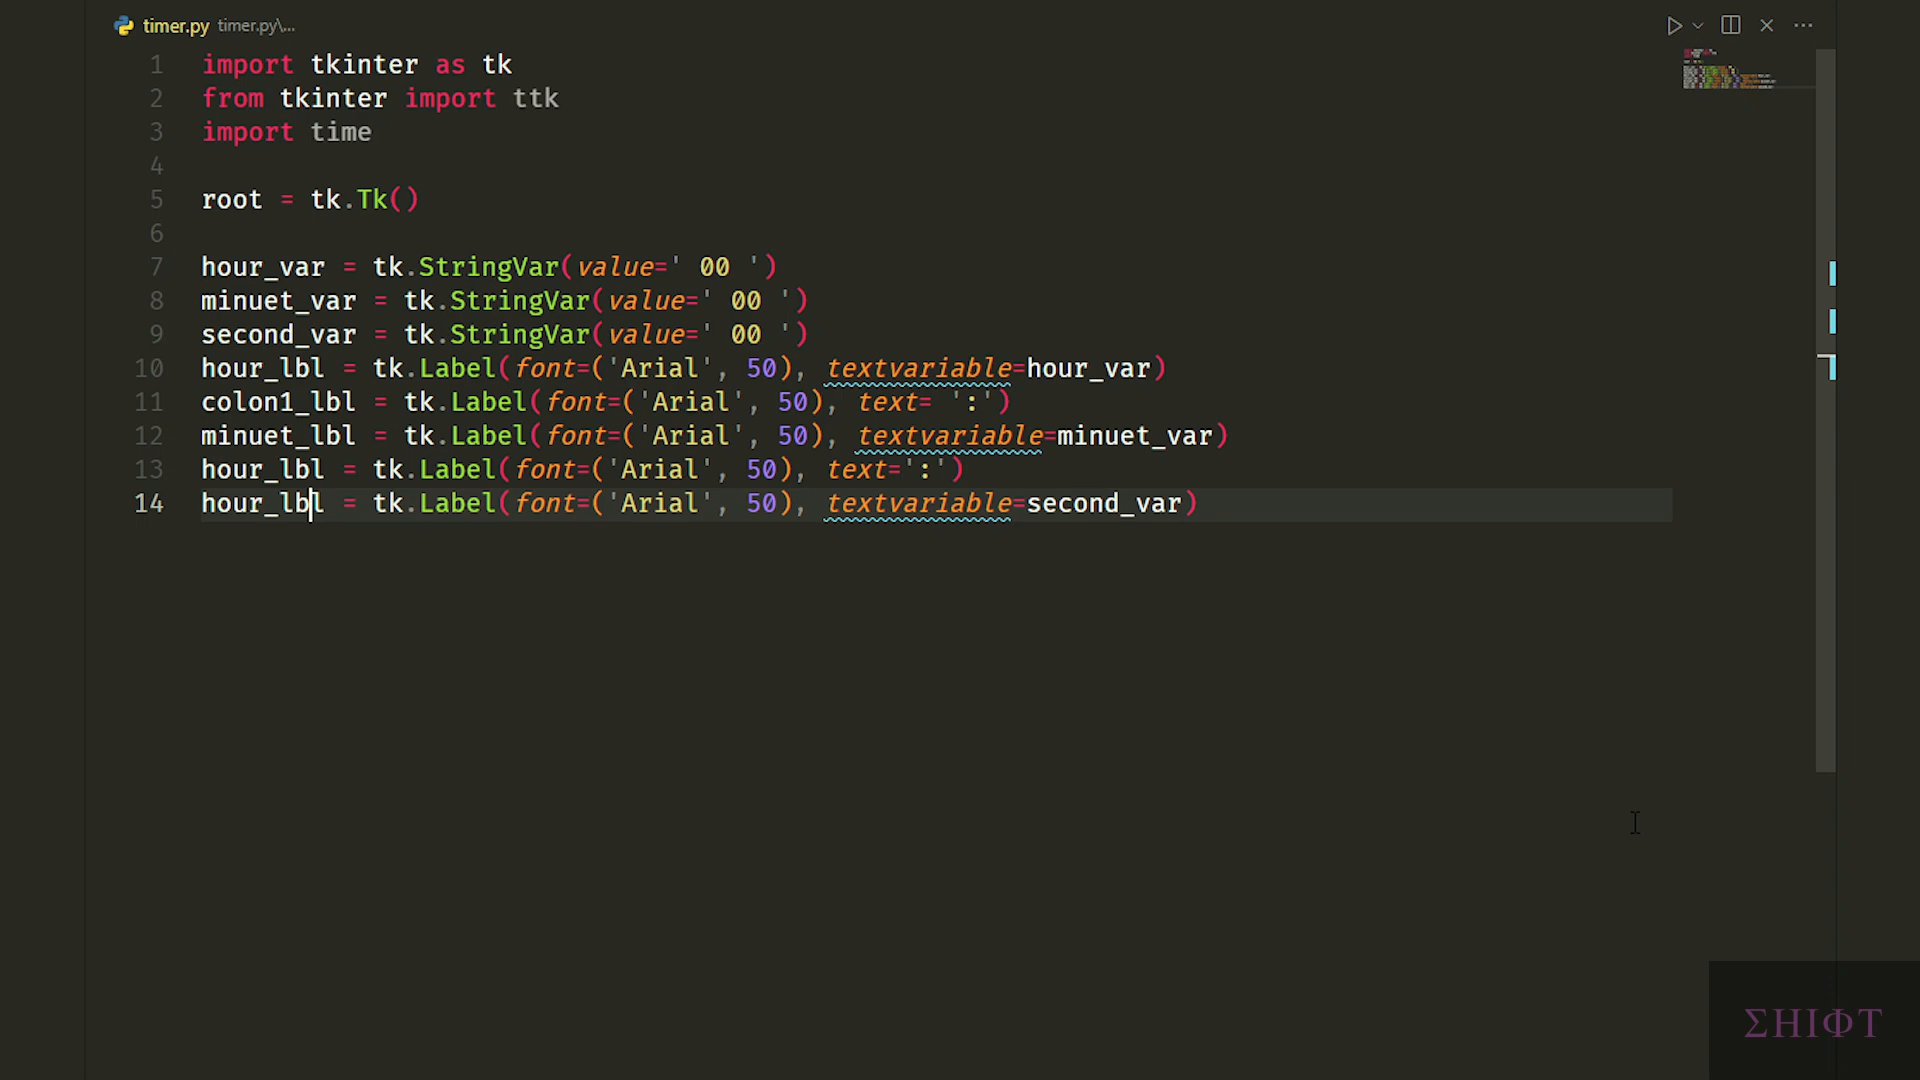 timer.py timer.py\...
1 import tkinter as tk
2 from tkinter import ttk
3 import time
4
5 root = tk.Tk()
6
7 hour_var = tk.StringVar(value=' 00 ')
8 minuet_var = tk.StringVar(value=' 00 ')
9 second_var = tk.StringVar(value=' 00 ')
10 hour_lbl = tk.Label(font=('Arial', 50), textvariable=hour_var)
11 colon1_lbl = tk.Label(font=('Arial', 50), text= ':')
12 minuet_lbl = tk.Label(font=('Arial', 50), textvariable=minuet_var)
13 hour_lbl = tk.Label(font=('Arial', 50), text=':')
14 hour_lbl = tk.Label(font=('Arial', 50), textvariable=second_var)
ΣΗΙΦΤ